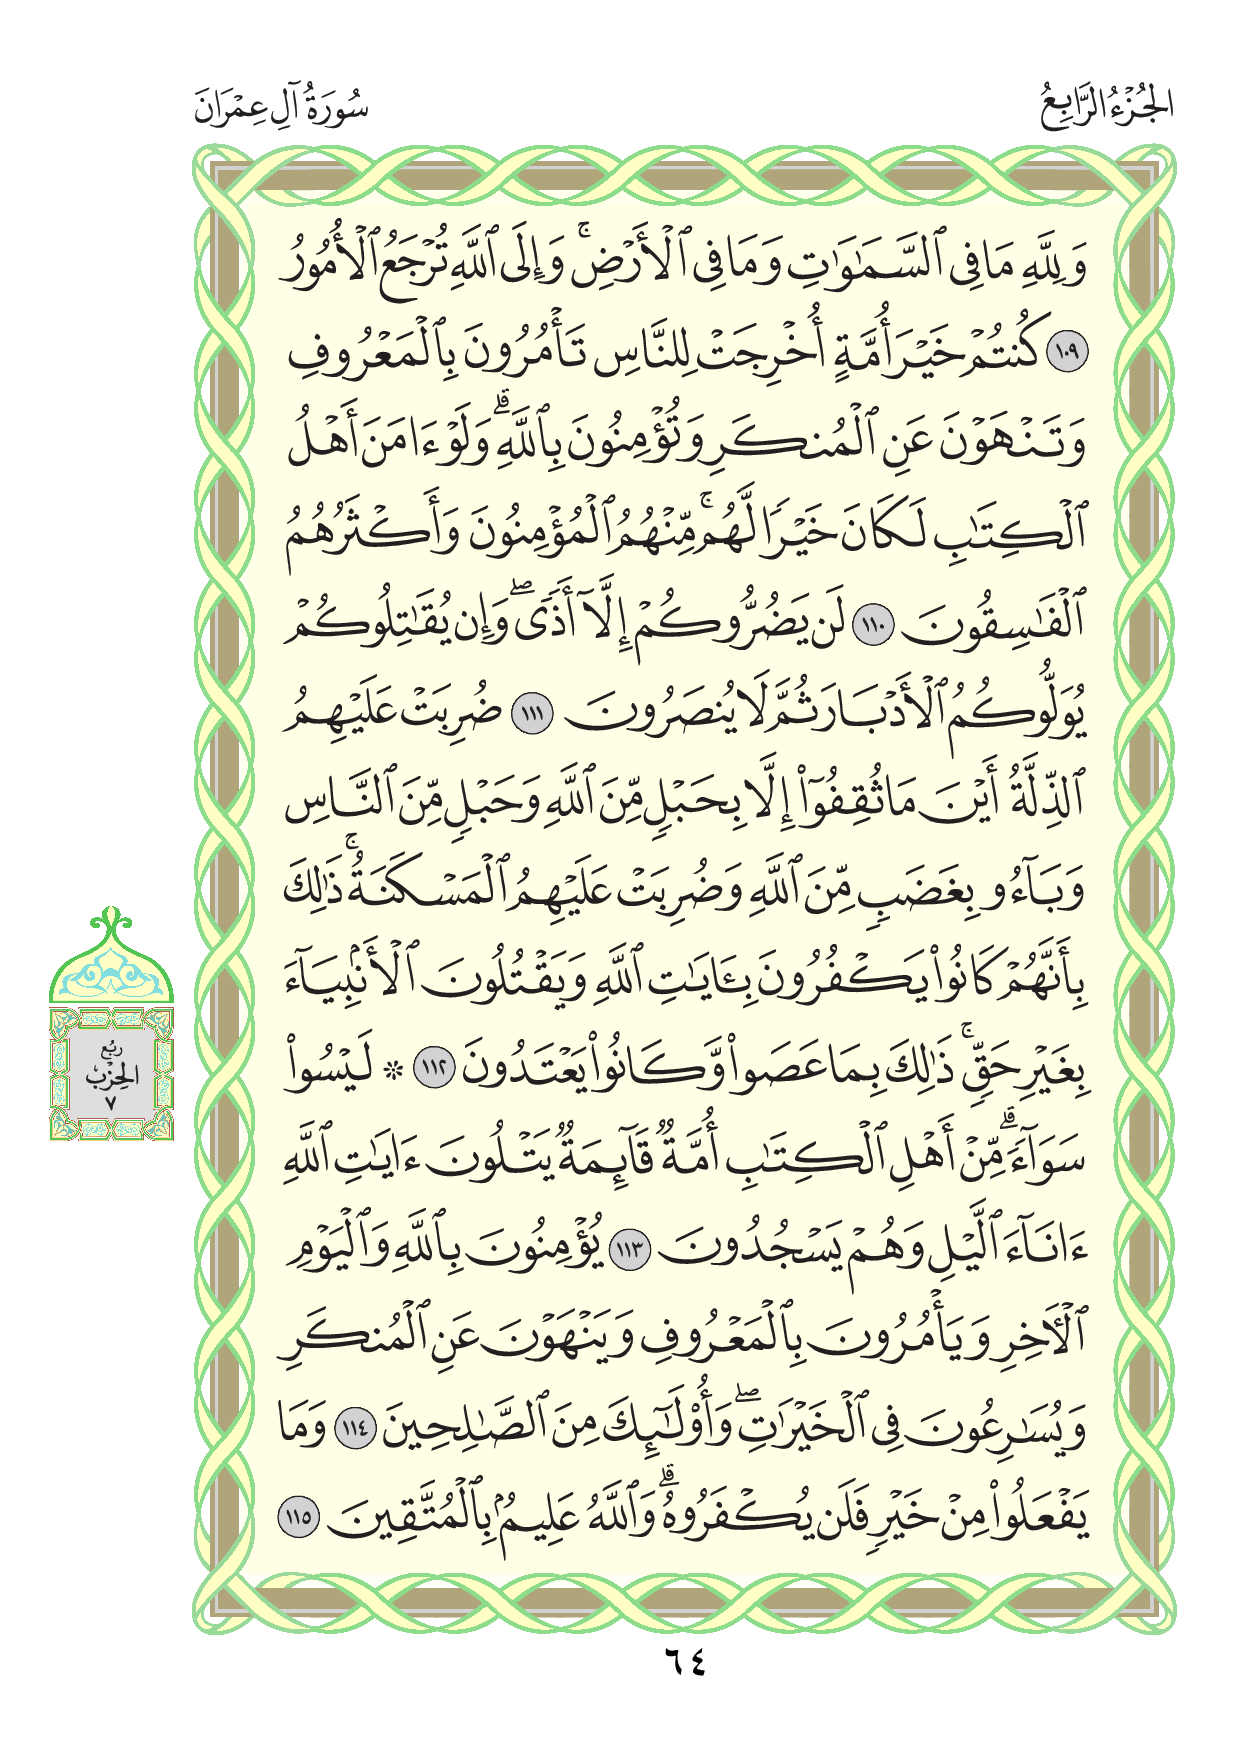 الجُزْءُ الرَّابِعُ
سُورَةُ آلِ عِمْرَانَ
وَلِلَّهِ مَا فِي ٱلسَّمَٰوَٰتِ وَمَا فِي ٱلْأَرْضِۚ وَإِلَى ٱللَّهِ تُرْجَعُ ٱلْأُمُورُ
١٠٩ كُنتُمْ خَيْرَ أُمَّةٍ أُخْرِجَتْ لِلنَّاسِ تَأْمُرُونَ بِٱلْمَعْرُوفِ
وَتَنْهَوْنَ عَنِ ٱلْمُنكَرِ وَتُؤْمِنُونَ بِٱللَّهِۗ وَلَوْ ءَامَنَ أَهْلُ
ٱلْكِتَٰبِ لَكَانَ خَيْرًا لَّهُمۚ مِّنْهُمُ ٱلْمُؤْمِنُونَ وَأَكْثَرُهُمُ
ٱلْفَٰسِقُونَ ١١٠ لَن يَضُرُّوكُمْ إِلَّآ أَذًىۖ وَإِن يُقَٰتِلُوكُمْ
يُوَلُّوكُمُ ٱلْأَدْبَارَ ثُمَّ لَا يُنصَرُونَ ١١١ ضُرِبَتْ عَلَيْهِمُ
ٱلذِّلَّةُ أَيْنَ مَا ثُقِفُوٓا۟ إِلَّا بِحَبْلٍ مِّنَ ٱللَّهِ وَحَبْلٍ مِّنَ ٱلنَّاسِ
وَبَآءُو بِغَضَبٍ مِّنَ ٱللَّهِ وَضُرِبَتْ عَلَيْهِمُ ٱلْمَسْكَنَةُۚ ذَٰلِكَ
بِأَنَّهُمْ كَانُوا۟ يَكْفُرُونَ بِـَٔايَٰتِ ٱللَّهِ وَيَقْتُلُونَ ٱلْأَنۢبِيَآءَ
بِغَيْرِ حَقٍّۚ ذَٰلِكَ بِمَا عَصَوا۟ وَّكَانُوا۟ يَعْتَدُونَ ١١٢ ۞ لَيْسُوا۟
سَوَآءًۗ مِّنْ أَهْلِ ٱلْكِتَٰبِ أُمَّةٌ قَآئِمَةٌ يَتْلُونَ ءَايَٰتِ ٱللَّهِ
ءَانَآءَ ٱلَّيْلِ وَهُمْ يَسْجُدُونَ ١١٣ يُؤْمِنُونَ بِٱللَّهِ وَٱلْيَوْمِ
ٱلْءَاخِرِ وَيَأْمُرُونَ بِٱلْمَعْرُوفِ وَيَنْهَوْنَ عَنِ ٱلْمُنكَرِ
وَيُسَٰرِعُونَ فِي ٱلْخَيْرَٰتِۖ وَأُو۟لَٰٓئِكَ مِنَ ٱلصَّٰلِحِينَ ١١٤ وَمَا
يَفْعَلُوا۟ مِنْ خَيْرٍ فَلَن يُكْفَرُوهُۗ وَٱللَّهُ عَلِيمٌۢ بِٱلْمُتَّقِينَ ١١٥
رُبْعُ
الحِزْبِ
٧
٦٤